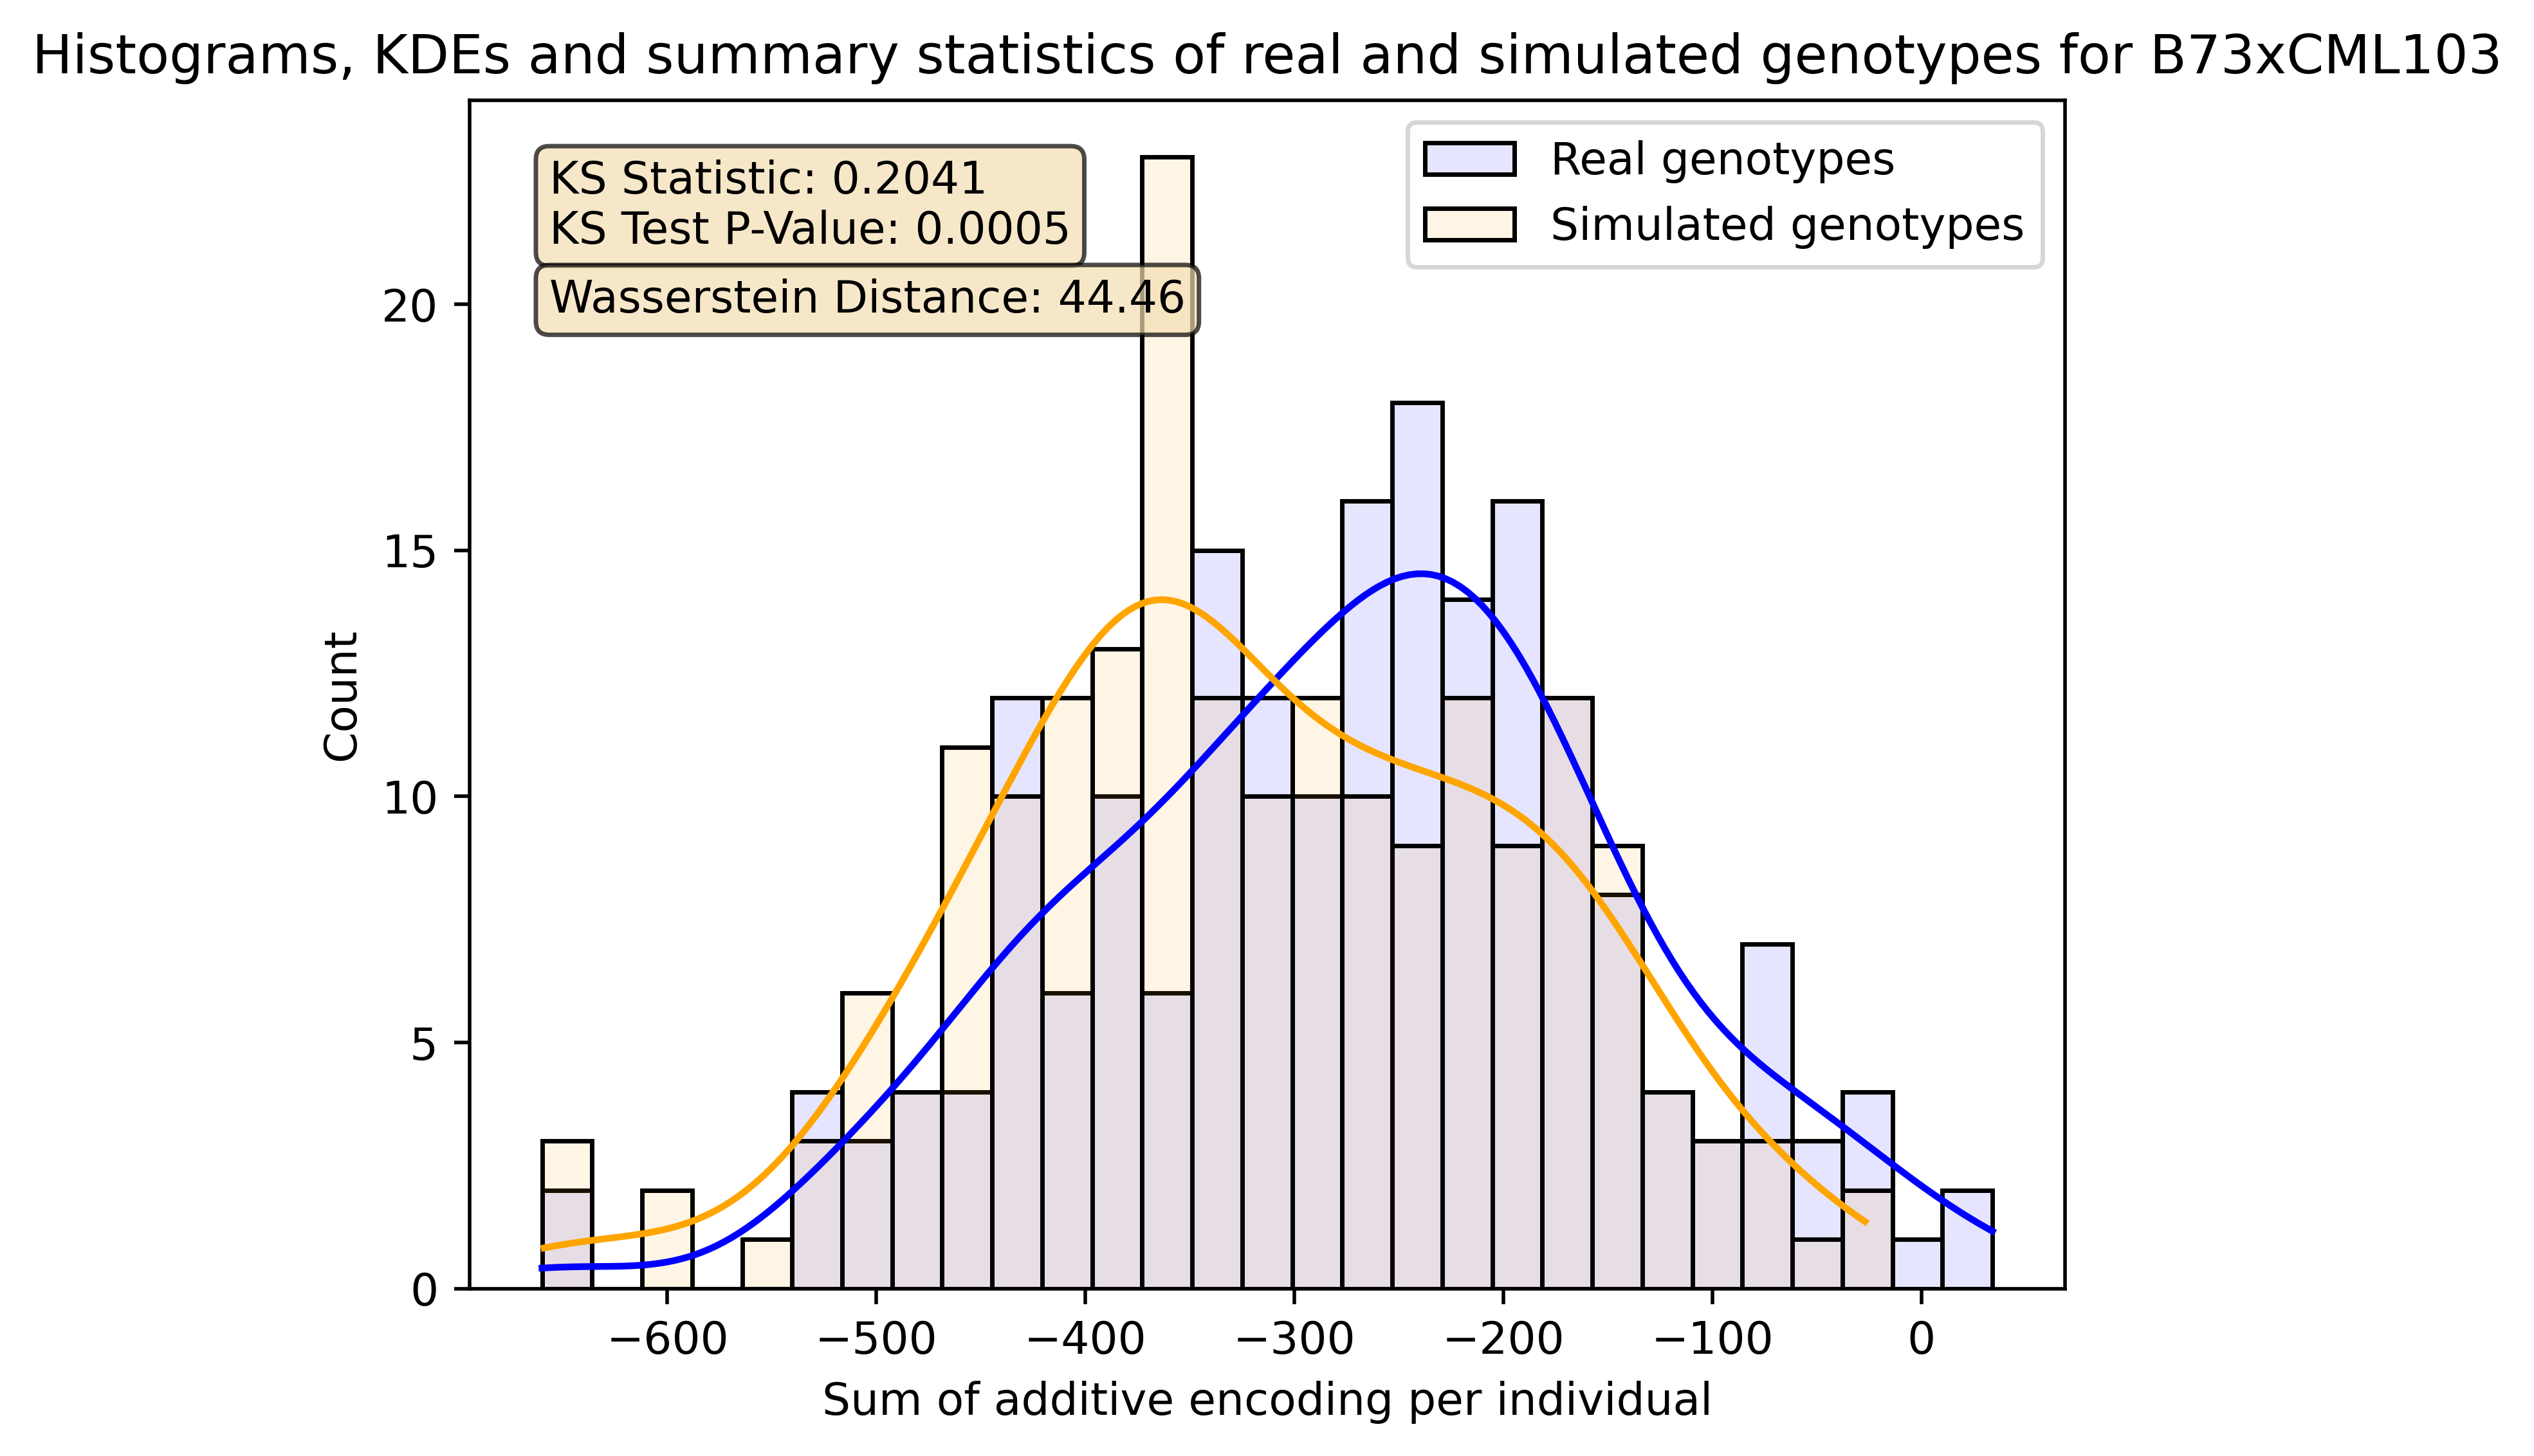 Histograms, KDEs and summary statistics of real and simulated genotypes for B73xCML103
KS Statistic: 0.2041
KS Test P-Value: 0.0005
Wasserstein Distance: 44.46
Real genotypes
Simulated genotypes
Count
20
15
10
5
0
−600 −500 −400 −300 −200 −100 0
Sum of additive encoding per individual